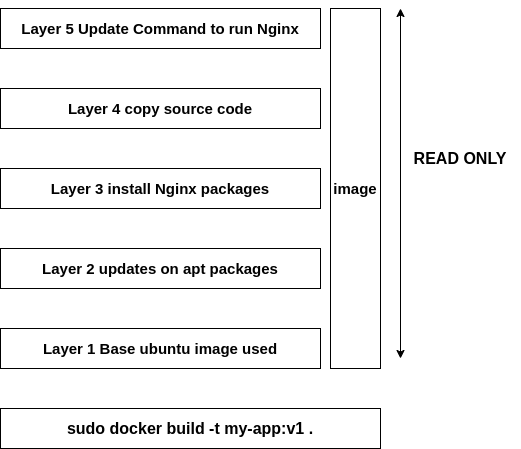 Layer 5 Update Command to run Nginx
Layer 4 copy source code
Layer 3 install Nginx packages
Layer 2 updates on apt packages
Layer 1 Base ubuntu image used
image
READ ONLY
sudo docker build -t my-app:v1 .